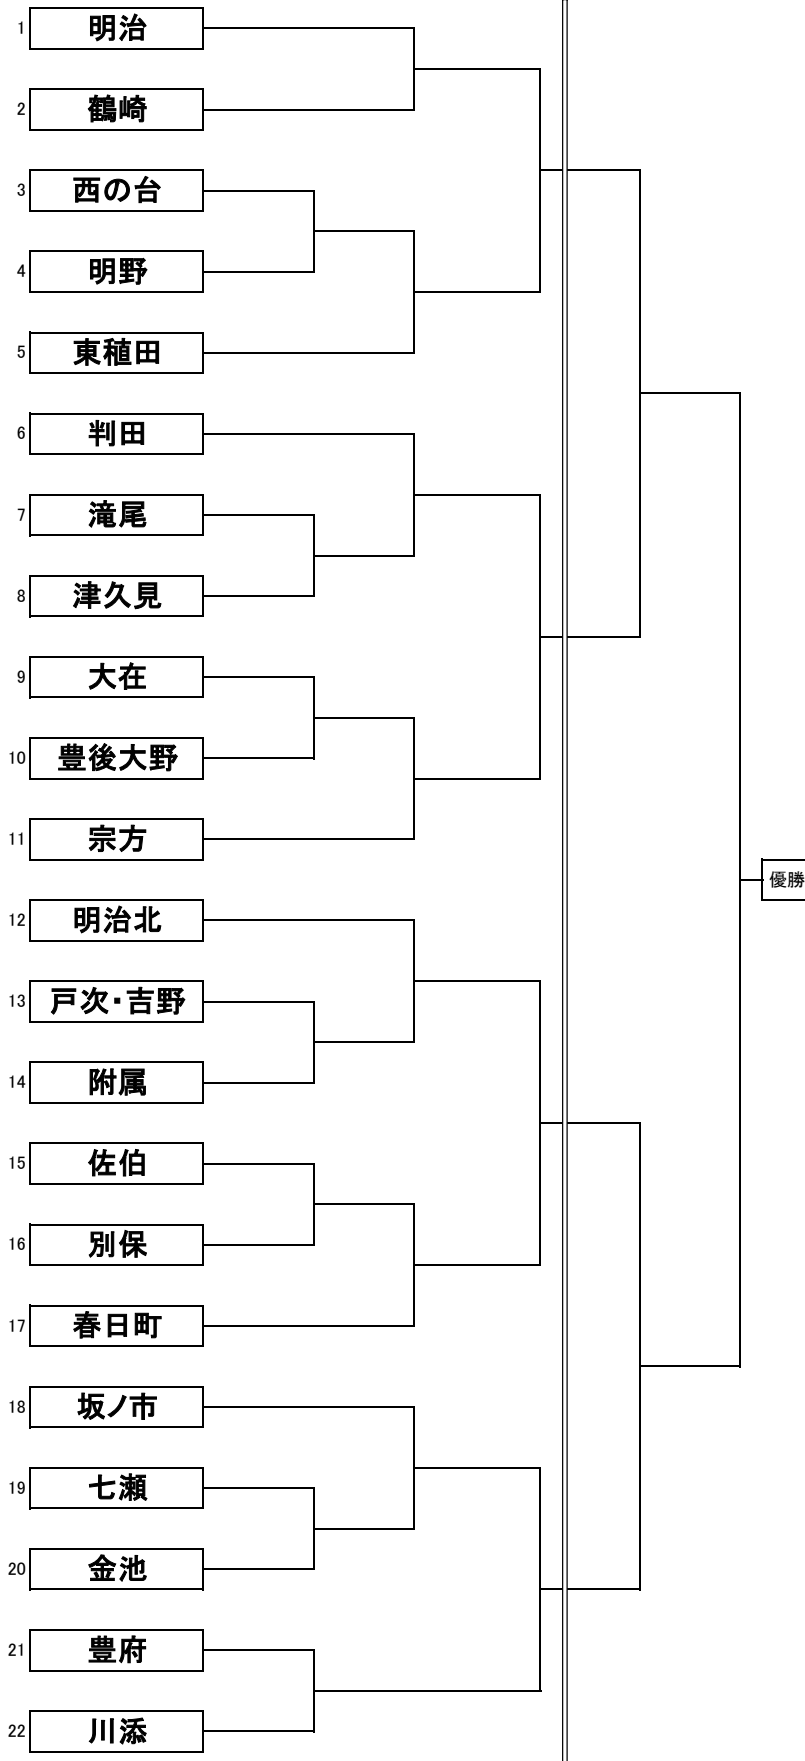 1 明治
2 鶴崎
3 西の台
4 明野
5 東稙田
6 判田
7 滝尾
8 津久見
9 大在
10 豊後大野
11 宗方
優勝
12 明治北
13 戸次・吉野
14 附属
15 佐伯
16 別保
17 春日町
18 坂ノ市
19 七瀬
20 金池
21 豊府
22 川添